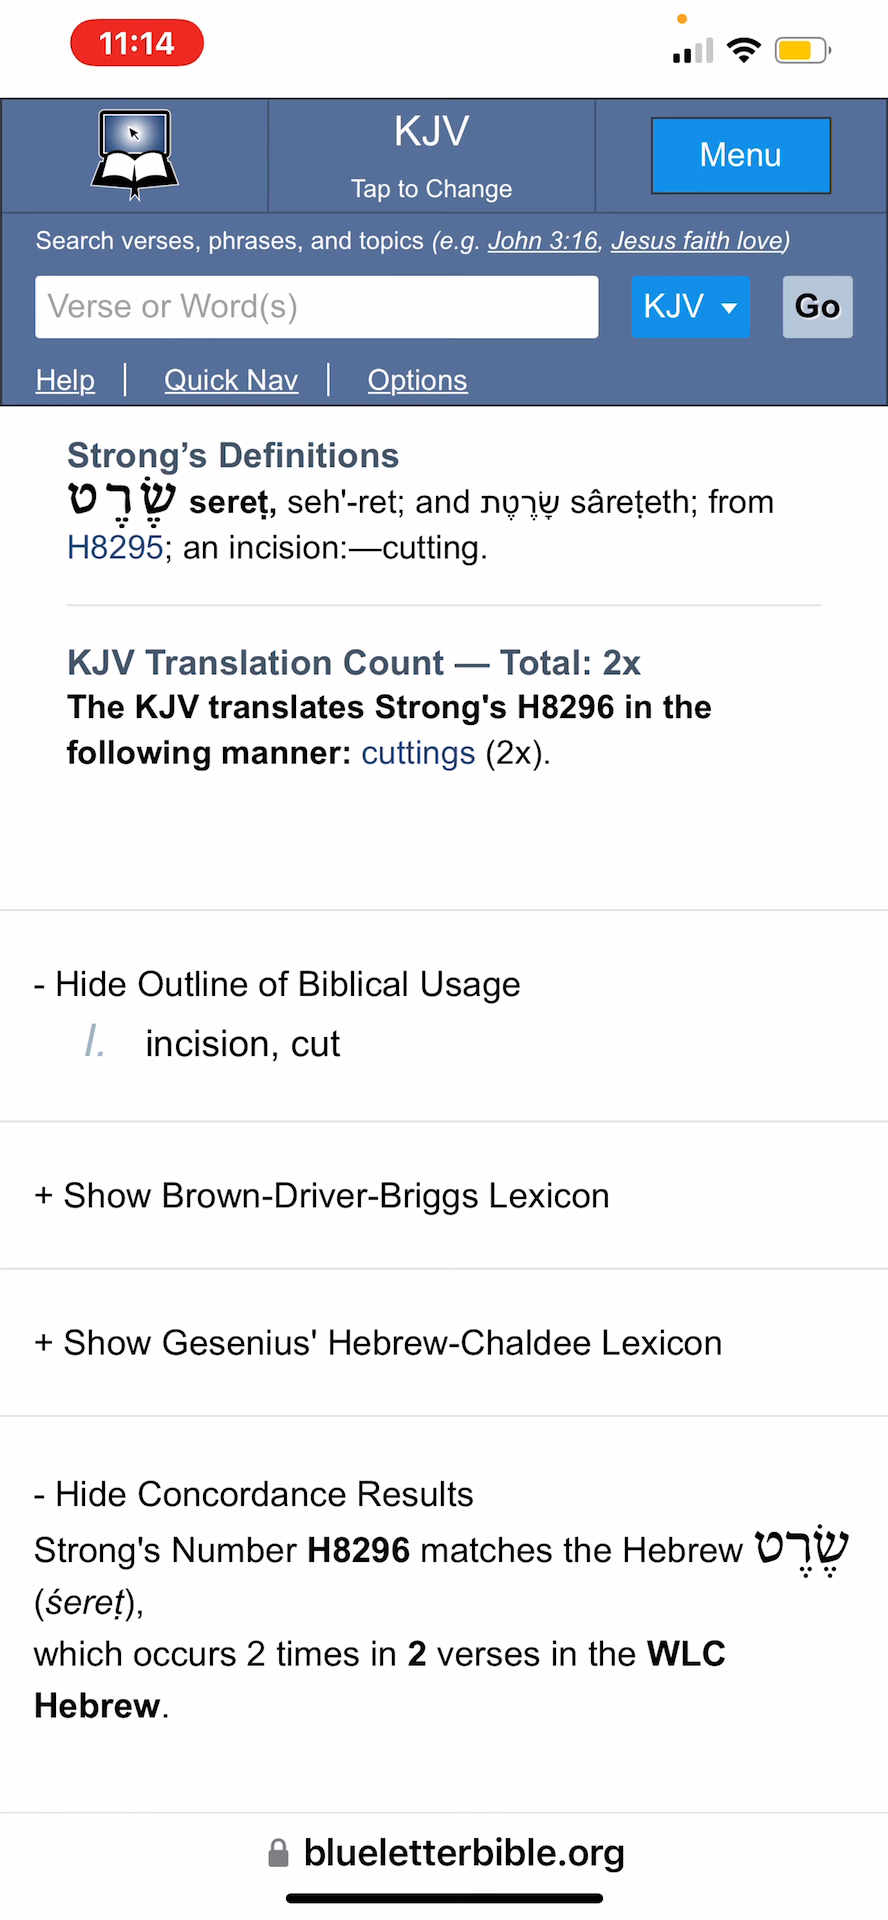 11:14
KJV
Tap to Change
Menu
Search verses, phrases, and topics (e.g. John 3:16, Jesus faith love)
Verse or Word(s)
KJV
Go
Help | Quick Nav | Options
Strong’s Definitions
שֶׂרֶט sereṭ, seh'-ret; and שָׂרֶטֶת sâreṭeth; from
H8295; an incision:—cutting.
KJV Translation Count — Total: 2x
The KJV translates Strong's H8296 in the
following manner: cuttings (2x).
- Hide Outline of Biblical Usage
I. incision, cut
+ Show Brown-Driver-Briggs Lexicon
+ Show Gesenius' Hebrew-Chaldee Lexicon
- Hide Concordance Results
Strong's Number H8296 matches the Hebrew שֶׂרֶט
(śereṭ),
which occurs 2 times in 2 verses in the WLC
Hebrew.
blueletterbible.org